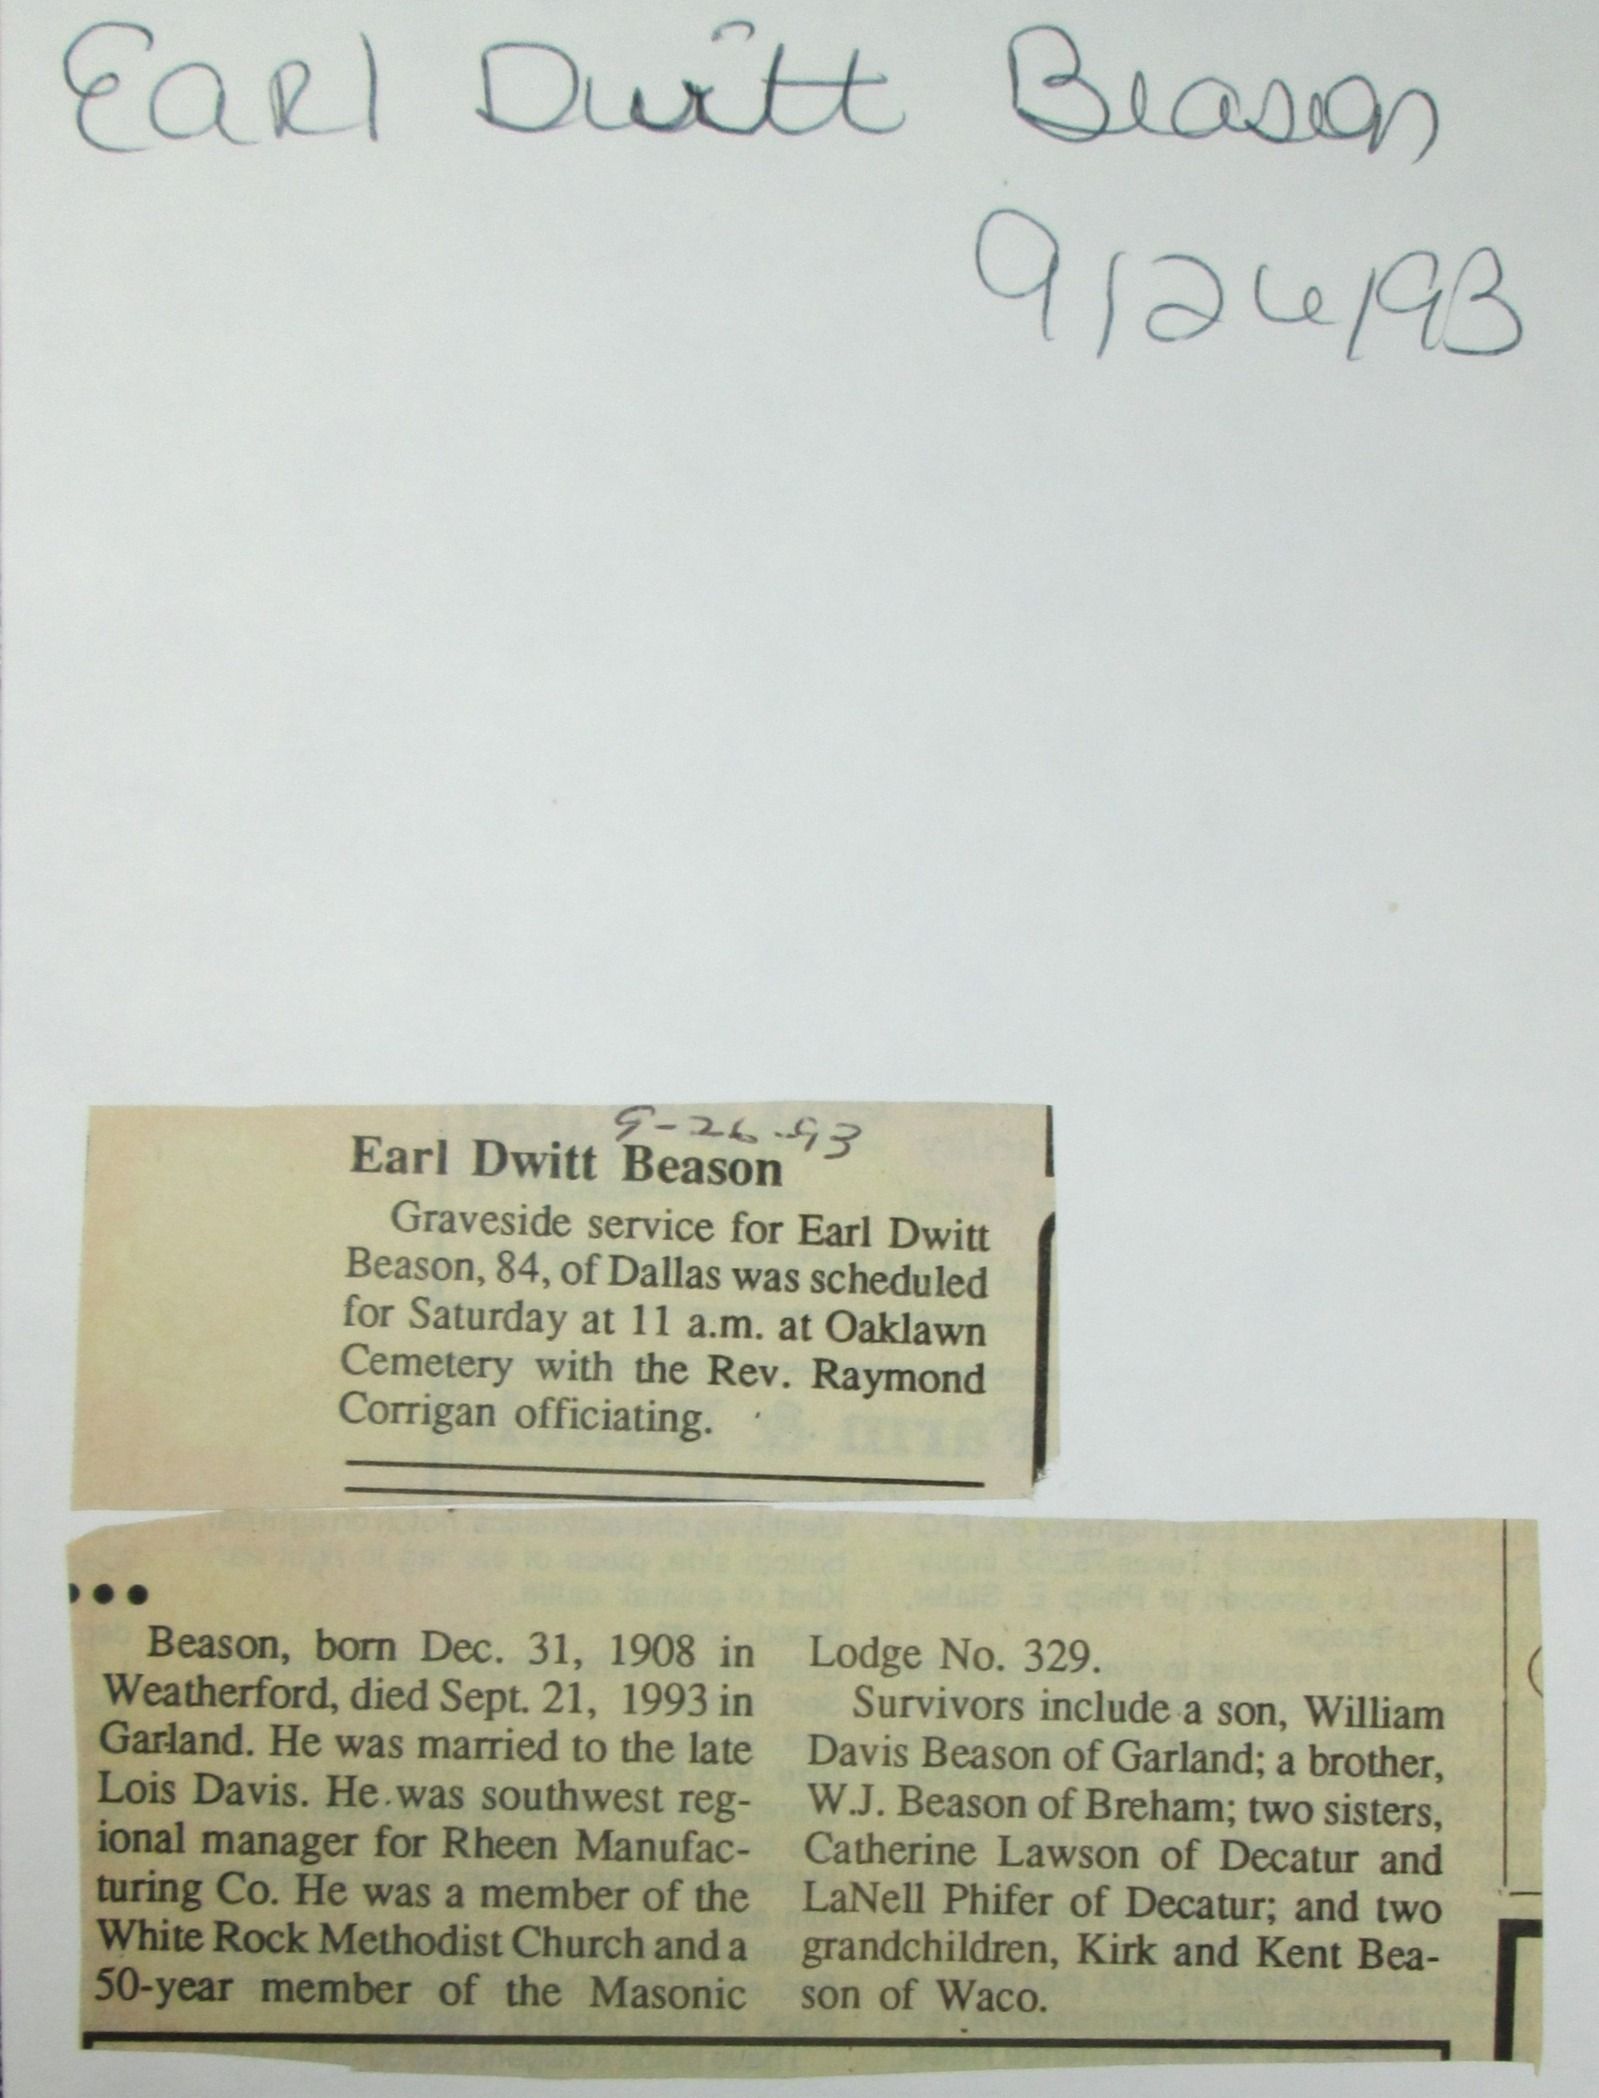 Earl Dwitt Beason
9/26/93
9-26-93
Earl Dwitt Beason
Graveside service for Earl Dwitt
Beason, 84, of Dallas was scheduled
for Saturday at 11 a.m. at Oaklawn
Cemetery with the Rev. Raymond
Corrigan officiating.
•••
Beason, born Dec. 31, 1908 in
Weatherford, died Sept. 21, 1993 in
Garland. He was married to the late
Lois Davis. He was southwest reg-
ional manager for Rheen Manufac-
turing Co. He was a member of the
White Rock Methodist Church and a
50-year member of the Masonic
Lodge No. 329.
Survivors include a son, William
Davis Beason of Garland; a brother,
W.J. Beason of Breham; two sisters,
Catherine Lawson of Decatur and
LaNell Phifer of Decatur; and two
grandchildren, Kirk and Kent Bea-
son of Waco.